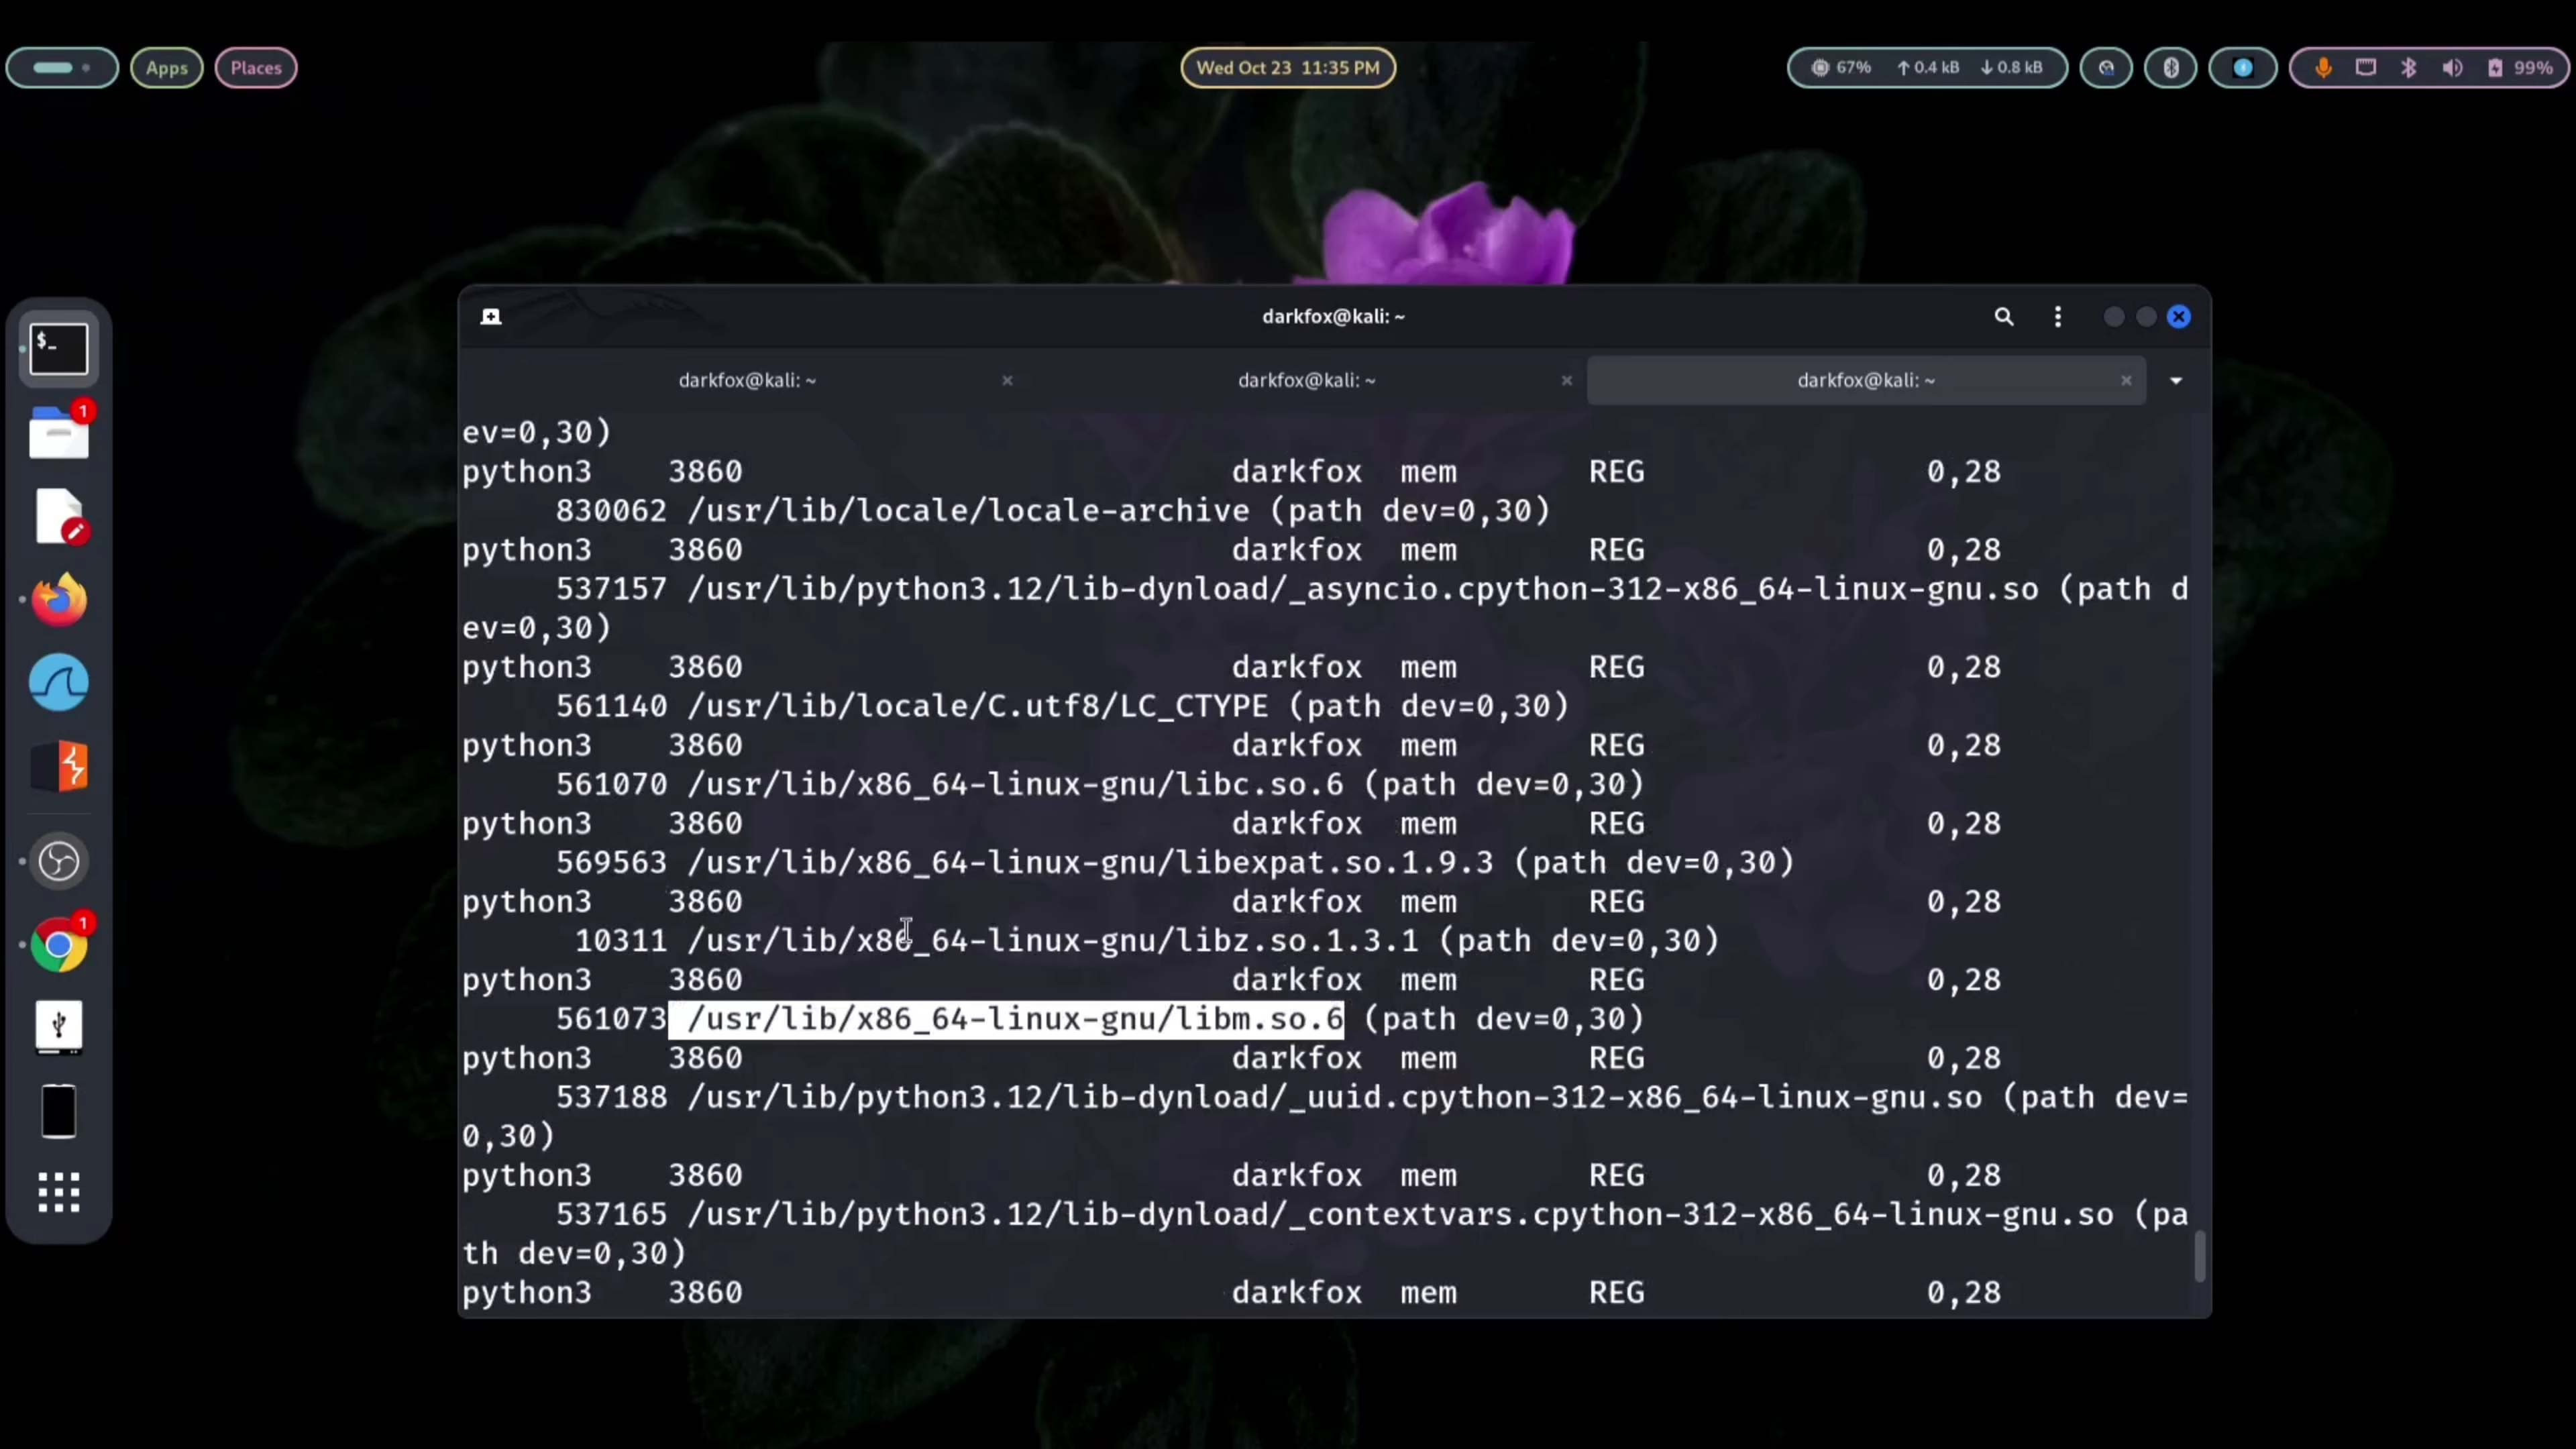 Apps Places Wed Oct 23 11:35 PM 67% ↑ 0.4 kB ↓ 0.8 kB 99%
darkfox@kali: ~
darkfox@kali: ~ × darkfox@kali: ~ × darkfox@kali: ~ ×
$_
1
1
ev=0,30)
python3 3860 darkfox mem REG 0,28
830062 /usr/lib/locale/locale-archive (path dev=0,30)
python3 3860 darkfox mem REG 0,28
537157 /usr/lib/python3.12/lib-dynload/_asyncio.cpython-312-x86_64-linux-gnu.so (path d
ev=0,30)
python3 3860 darkfox mem REG 0,28
561140 /usr/lib/locale/C.utf8/LC_CTYPE (path dev=0,30)
python3 3860 darkfox mem REG 0,28
561070 /usr/lib/x86_64-linux-gnu/libc.so.6 (path dev=0,30)
python3 3860 darkfox mem REG 0,28
569563 /usr/lib/x86_64-linux-gnu/libexpat.so.1.9.3 (path dev=0,30)
python3 3860 darkfox mem REG 0,28
10311 /usr/lib/x86_64-linux-gnu/libz.so.1.3.1 (path dev=0,30)
python3 3860 darkfox mem REG 0,28
561073 /usr/lib/x86_64-linux-gnu/libm.so.6 (path dev=0,30)
python3 3860 darkfox mem REG 0,28
537188 /usr/lib/python3.12/lib-dynload/_uuid.cpython-312-x86_64-linux-gnu.so (path dev=
0,30)
python3 3860 darkfox mem REG 0,28
537165 /usr/lib/python3.12/lib-dynload/_contextvars.cpython-312-x86_64-linux-gnu.so (pa
th dev=0,30)
python3 3860 darkfox mem REG 0,28